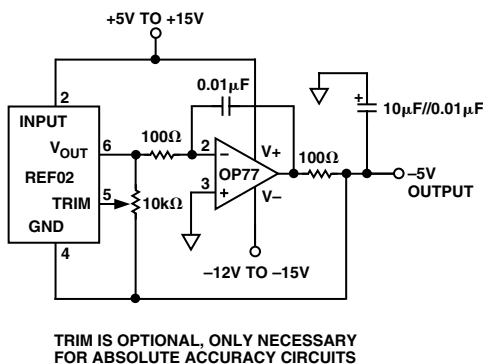 +5V TO +15V
2
INPUT
VOUT
6
REF02
TRIM
5
GND
4
100Ω
10kΩ
0.01µF
2
−
3
+
OP77
V+
V−
–12V TO –15V
100Ω
+
10µF//0.01µF
–5V
OUTPUT
TRIM IS OPTIONAL, ONLY NECESSARY
FOR ABSOLUTE ACCURACY CIRCUITS